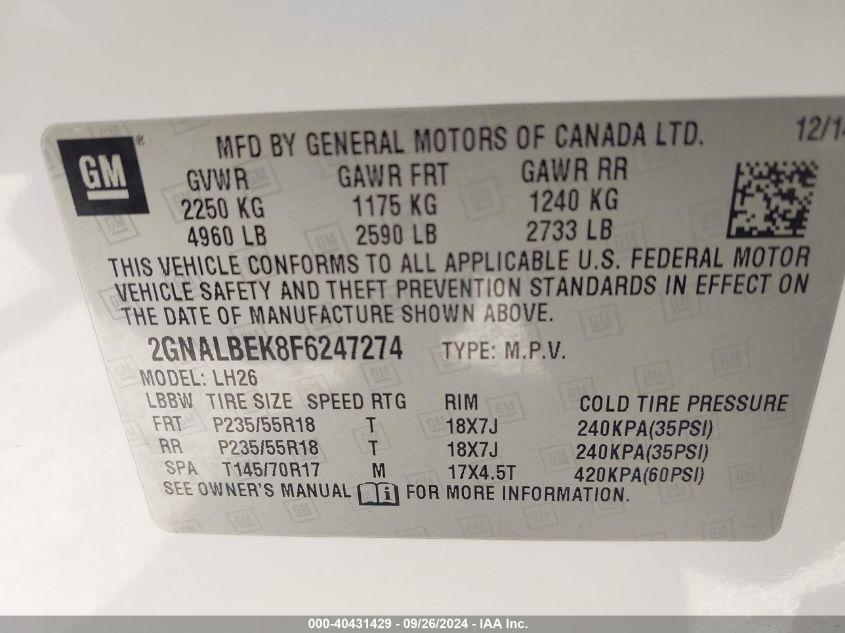 GM ®
MFD BY GENERAL MOTORS OF CANADA LTD. 12/14
GVWR GAWR FRT GAWR RR
2250 KG 1175 KG 1240 KG
4960 LB 2590 LB 2733 LB
THIS VEHICLE CONFORMS TO ALL APPLICABLE U.S. FEDERAL MOTOR
VEHICLE SAFETY AND THEFT PREVENTION STANDARDS IN EFFECT ON
THE DATE OF MANUFACTURE SHOWN ABOVE.
2GNALBEK8F6247274 TYPE: M.P.V.
MODEL: LH26
LBBW TIRE SIZE SPEED RTG RIM COLD TIRE PRESSURE
FRT P235/55R18 T 18X7J 240KPA(35PSI)
RR P235/55R18 T 18X7J 240KPA(35PSI)
SPA T145/70R17 M 17X4.5T 420KPA(60PSI)
SEE OWNER'S MANUAL i FOR MORE INFORMATION.
000-40431429 - 09/26/2024 - IAA Inc.